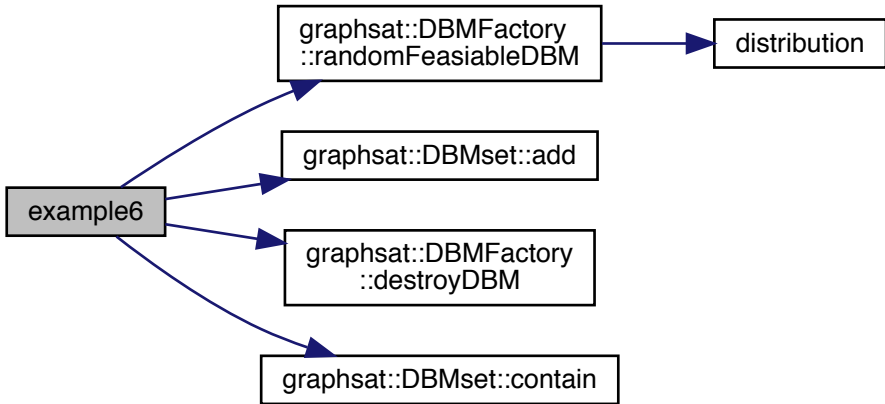 graphsat::DBMFactory
::randomFeasiableDBM
distribution
graphsat::DBMset::add
example6
graphsat::DBMFactory
::destroyDBM
graphsat::DBMset::contain